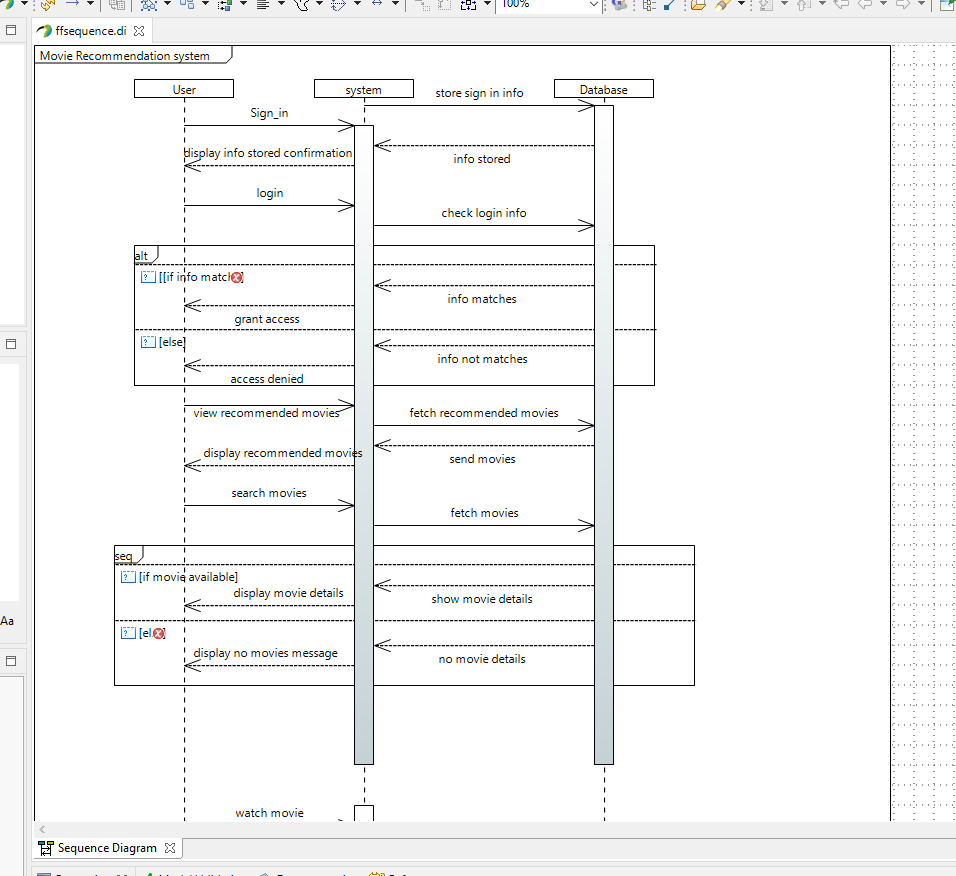 100%
ffsequence.di
Movie Recommendation system
User
system
Database
store sign in info
Sign_in
info stored
display info stored confirmation
login
check login info
alt
[[if info match
info matches
grant access
[else]
info not matches
access denied
view recommended movies
fetch recommended movies
display recommended movies
send movies
search movies
fetch movies
seq
[if movie available]
display movie details
show movie details
Aa
display no movies message
no movie details
watch movie
Sequence Diagram